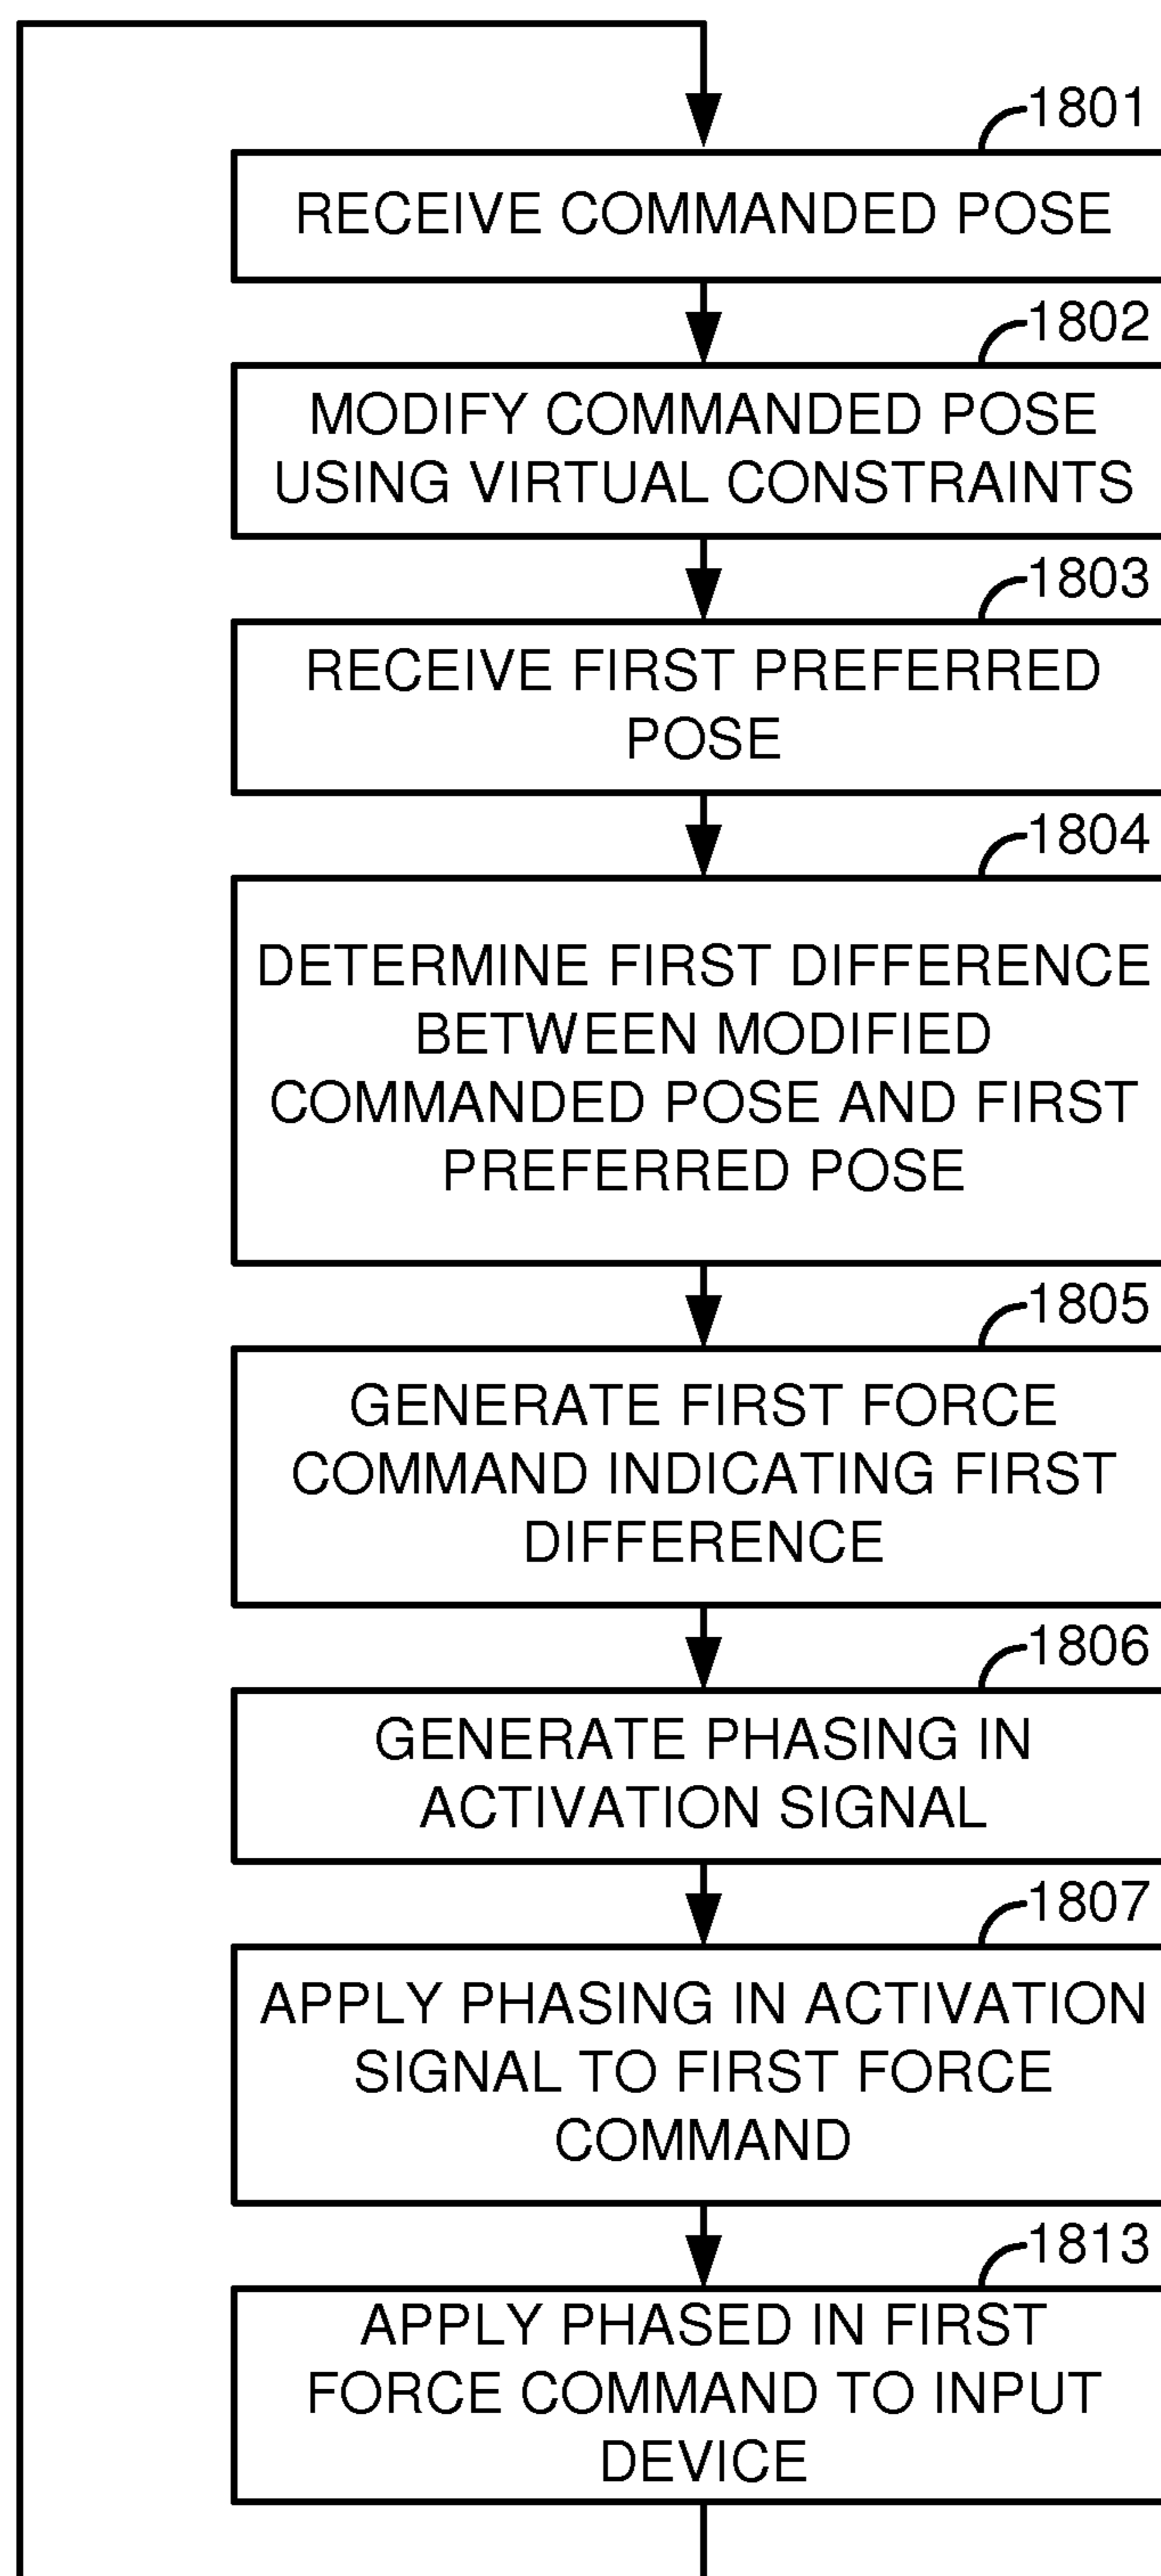 1801
RECEIVE COMMANDED POSE
1802
MODIFY COMMANDED POSE
USING VIRTUAL CONSTRAINTS
1803
RECEIVE FIRST PREFERRED
POSE
1804
DETERMINE FIRST DIFFERENCE
BETWEEN MODIFIED
COMMANDED POSE AND FIRST
PREFERRED POSE
1805
GENERATE FIRST FORCE
COMMAND INDICATING FIRST
DIFFERENCE
1806
GENERATE PHASING IN
ACTIVATION SIGNAL
1807
APPLY PHASING IN ACTIVATION
SIGNAL TO FIRST FORCE
COMMAND
1813
APPLY PHASED IN FIRST
FORCE COMMAND TO INPUT
DEVICE